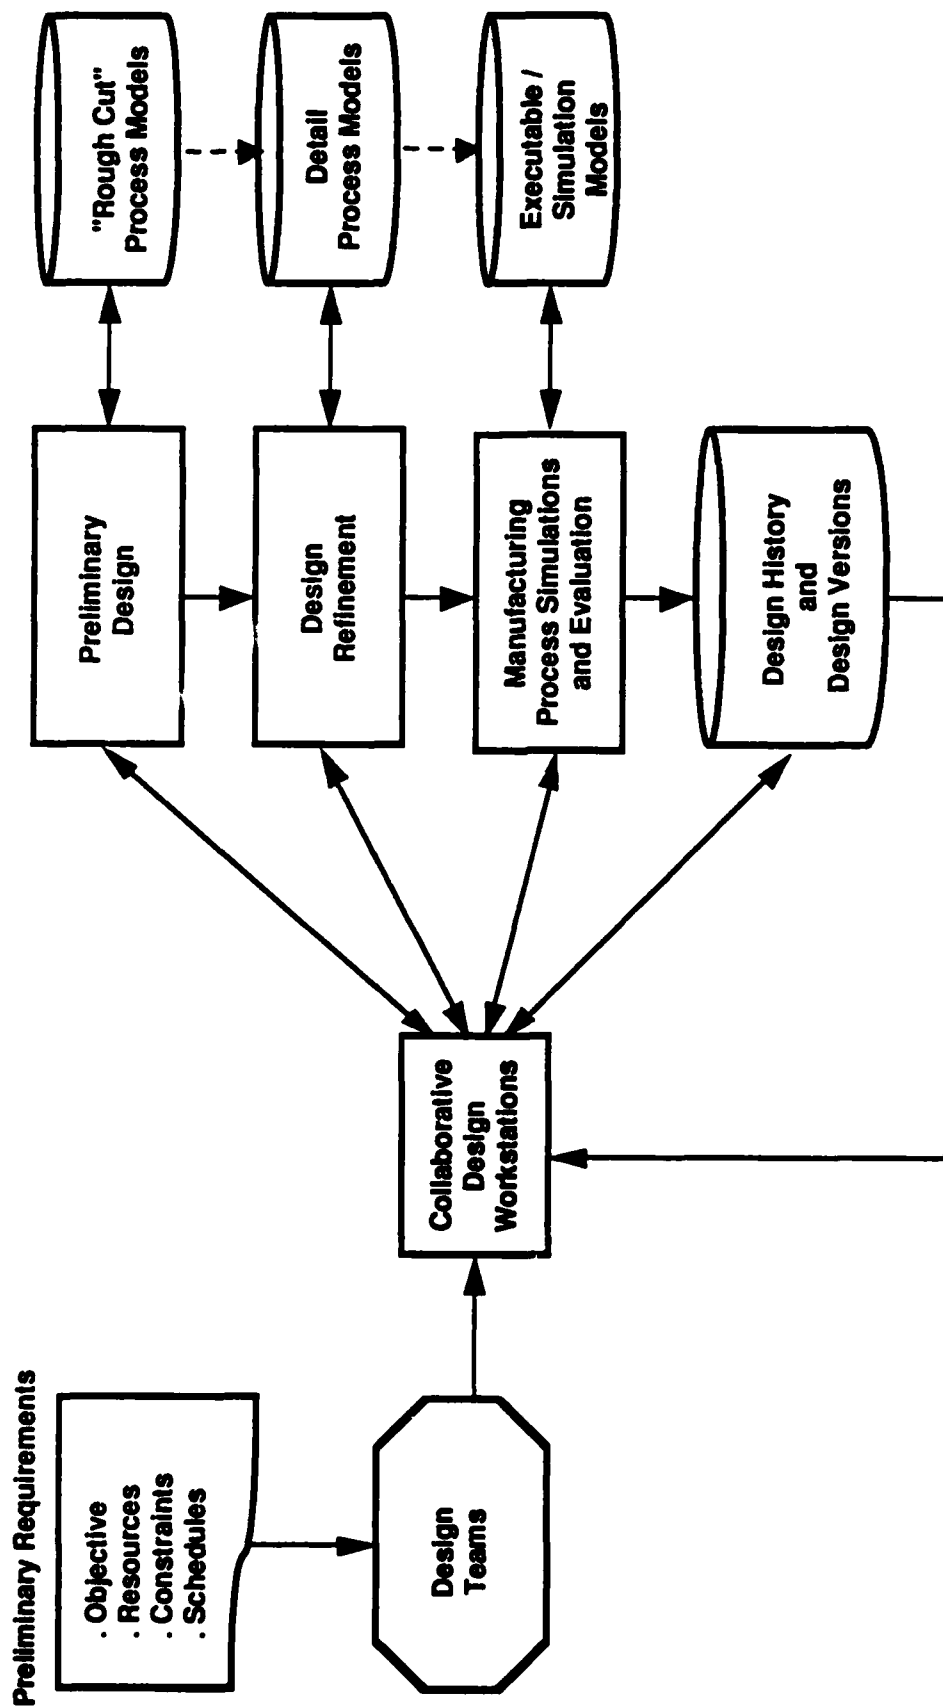 Preliminary Requirements
. Objective
. Resources
. Constraints
. Schedules
Design
Teams
Collaborative
Design
Workstations
Preliminary
Design
Design
Refinement
Manufacturing
Process Simulations
and Evaluation
Design History
and
Design Versions
"Rough Cut"
Process Models
Detail
Process Models
Executable /
Simulation
Models